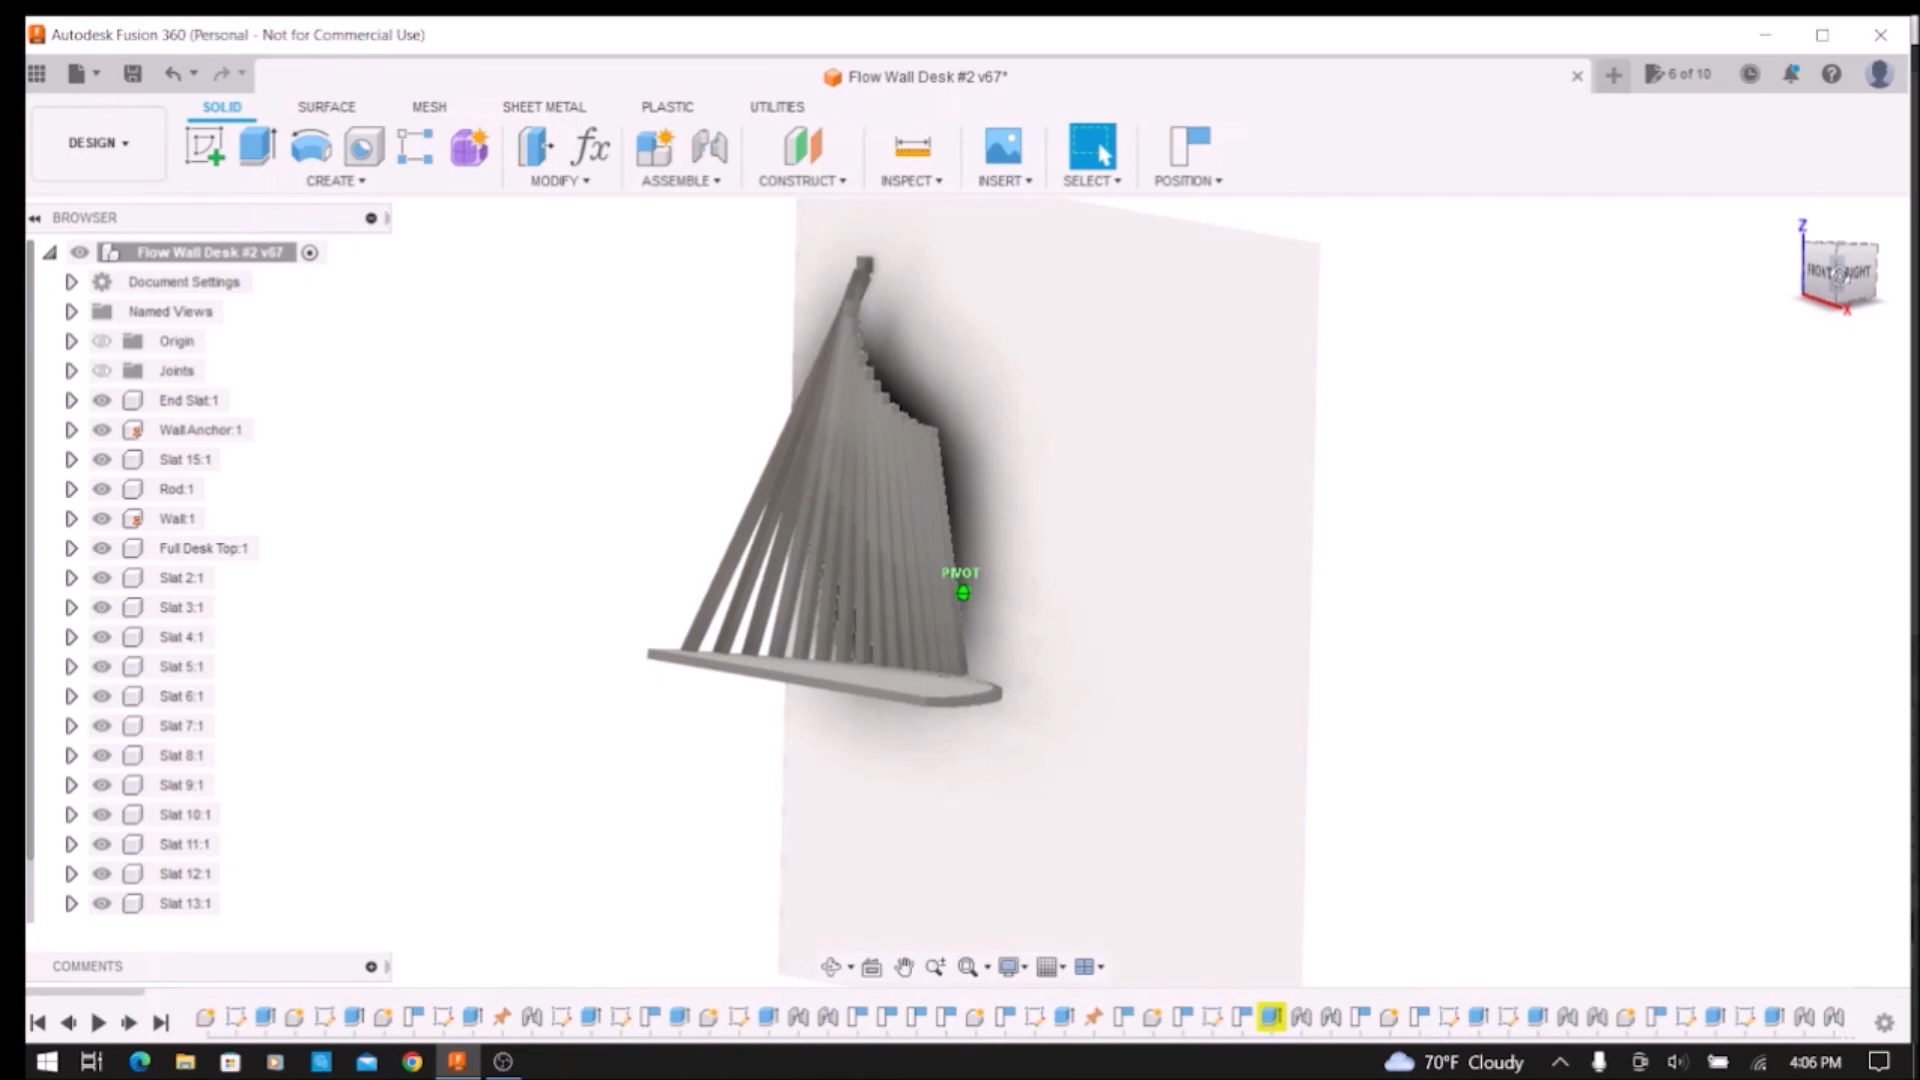 Autodesk Fusion 360 (Personal - Not for Commercial Use)
Flow Wall Desk #2 v67*
6 of 10
SOLID SURFACE MESH SHEET METAL PLASTIC UTILITIES
DESIGN
fx
CREATE MODIFY ASSEMBLE CONSTRUCT INSPECT INSERT SELECT POSITION
BROWSER
Flow Wall Desk #2 v67
Document Settings
Named Views
Origin
Joints
End Slat:1
Wall Anchor:1
Slat 15:1
Rod:1
Wall:1
Full Desk Top:1
Slat 2:1
Slat 3:1
Slat 4:1
Slat 5:1
Slat 6:1
Slat 7:1
Slat 8:1
Slat 9:1
Slat 10:1
Slat 11:1
Slat 12:1
Slat 13:1
Z
FRONT RIGHT
X
PIVOT
COMMENTS
70°F Cloudy
4:06 PM